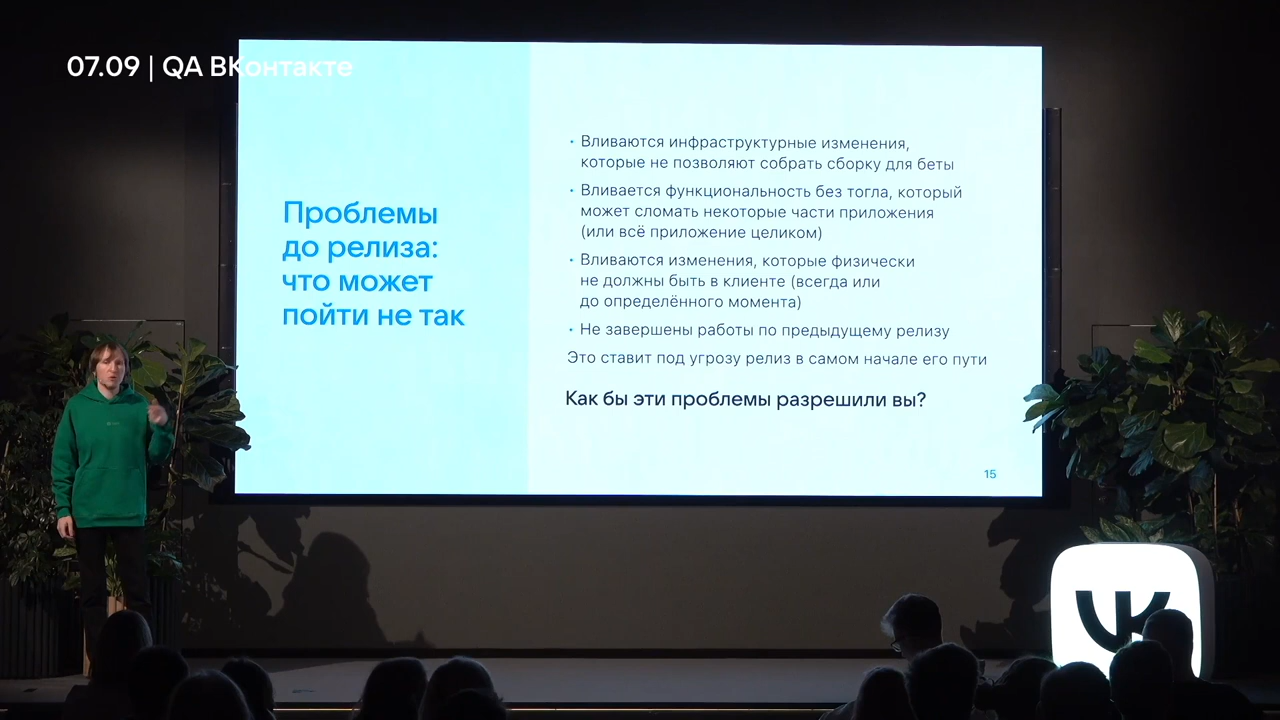 07.09 | QA ВКонтакте
Проблемы
до релиза:
что может
пойти не так
• Вливаются инфраструктурные изменения,
которые не позволяют собрать сборку для беты
• Вливается функциональность без тогла, который
может сломать некоторые части приложения
(или всё приложение целиком)
• Вливаются изменения, которые физически
не должны быть в клиенте (всегда или
до определённого момента)
• Не завершены работы по предыдущему релизу
Это ставит под угрозу релиз в самом начале его пути
Как бы эти проблемы разрешили вы?
15
VK